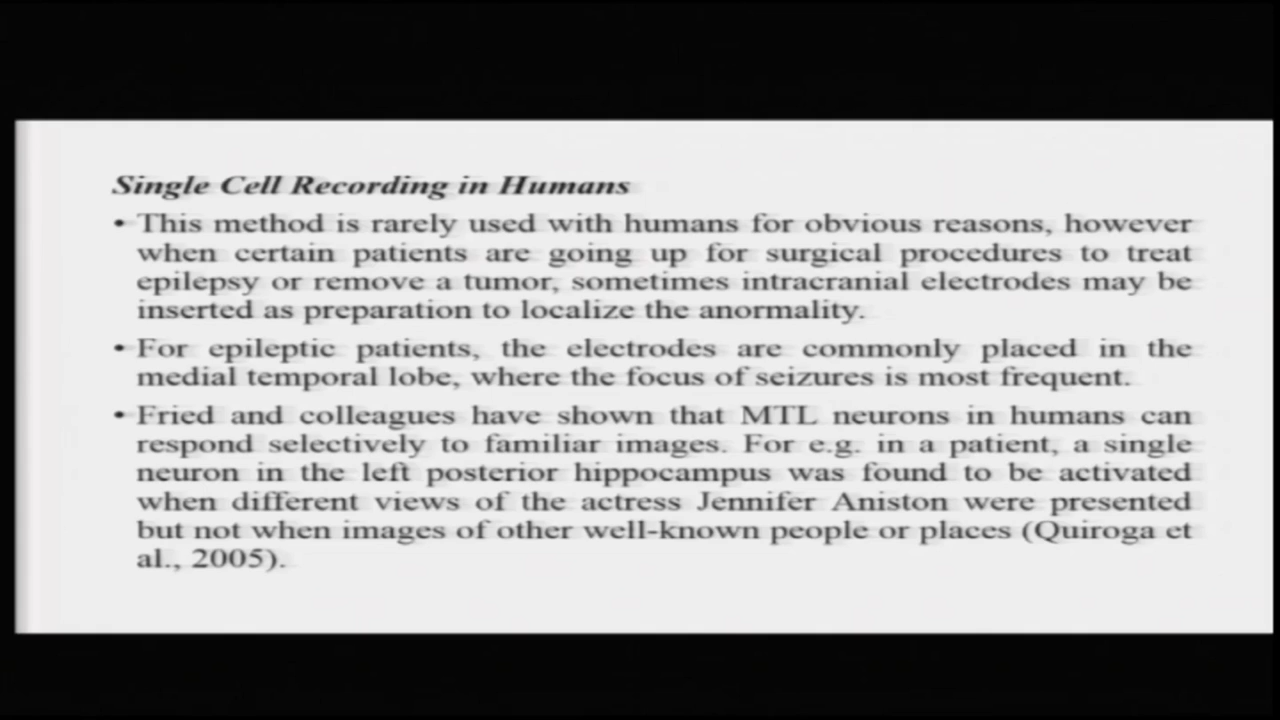 Single Cell Recording in Humans
• This method is rarely used with humans for obvious reasons, however
when certain patients are going up for surgical procedures to treat
epilepsy or remove a tumor, sometimes intracranial electrodes may be
inserted as preparation to localize the anormality.
• For epileptic patients, the electrodes are commonly placed in the
medial temporal lobe, where the focus of seizures is most frequent.
• Fried and colleagues have shown that MTL neurons in humans can
respond selectively to familiar images. For e.g. in a patient, a single
neuron in the left posterior hippocampus was found to be activated
when different views of the actress Jennifer Aniston were presented
but not when images of other well-known people or places (Quiroga et
al., 2005).